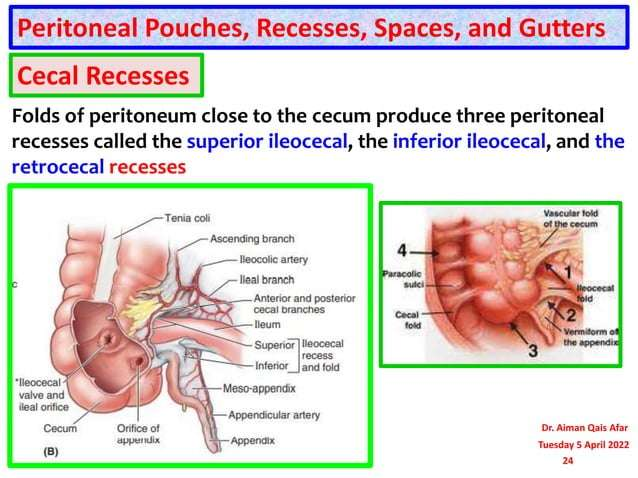 Peritoneal Pouches, Recesses, Spaces, and Gutters
Cecal Recesses
Folds of peritoneum close to the cecum produce three peritoneal
recesses called the superior ileocecal, the inferior ileocecal, and the
retrocecal recesses
Tenia coli
Ascending branch
Ileocolic artery
Ileal branch
Anterior and posterior
cecal branches
Ileum
Superior
Inferior
Ileocecal
recess
and fold
Meso-appendix
Appendicular artery
Appendix
c
*Ileocecal
valve and
ileal orifice
Cecum
Orifice of
appendix
(B)
Vascular fold
of the cecum
4
Paracolic
sulci
1
Ileocecal
fold
2
Cecal
fold
Vermiform of
the appendix
3
Dr. Aiman Qais Afar
Tuesday 5 April 2022
24